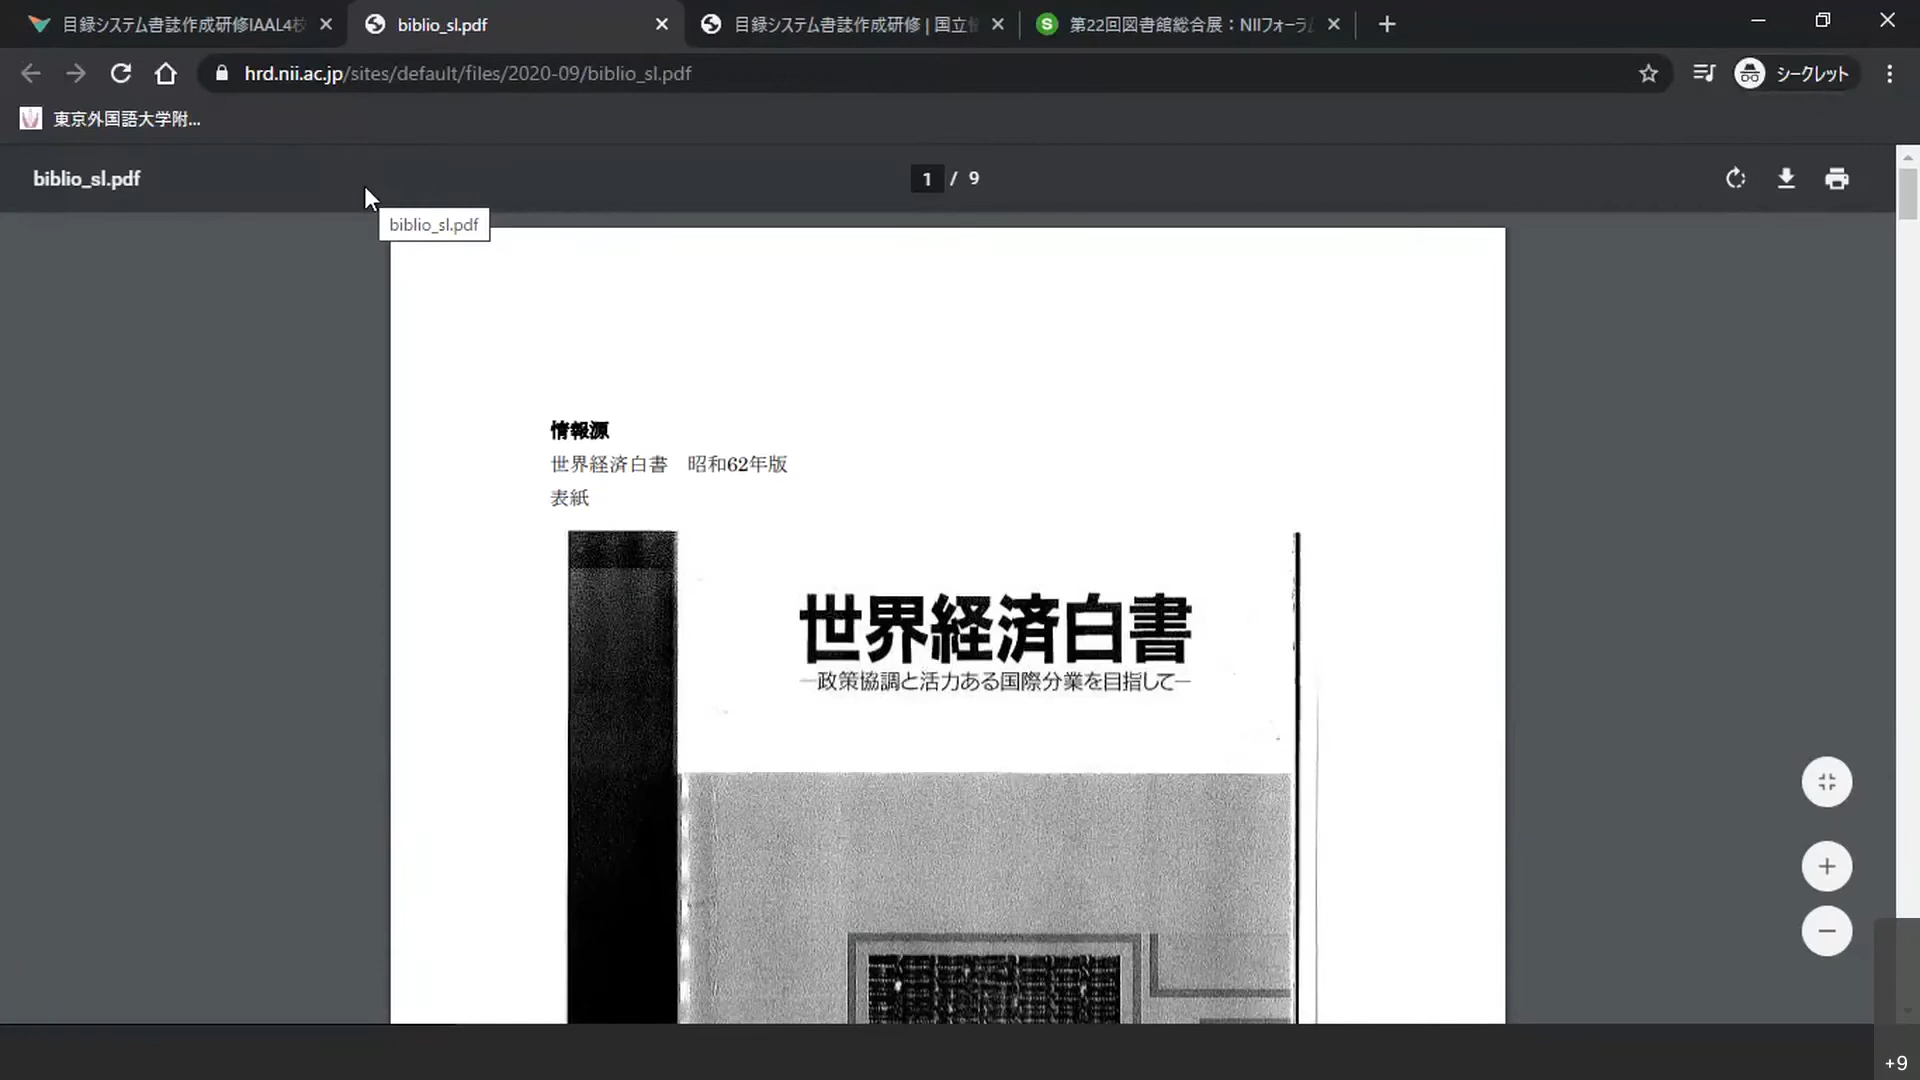 目録システム書誌作成研修IAAL4校
biblio_sl.pdf
目録システム書誌作成研修 | 国立情
第22回図書館総合展：NIIフォーラム
hrd.nii.ac.jp/sites/default/files/2020-09/biblio_sl.pdf
シークレット
東京外国語大学附...
biblio_sl.pdf
1 / 9
biblio_sl.pdf
情報源
世界経済白書 昭和62年版
表紙
世界経済白書
―政策協調と活力ある国際分業を目指して―
+9